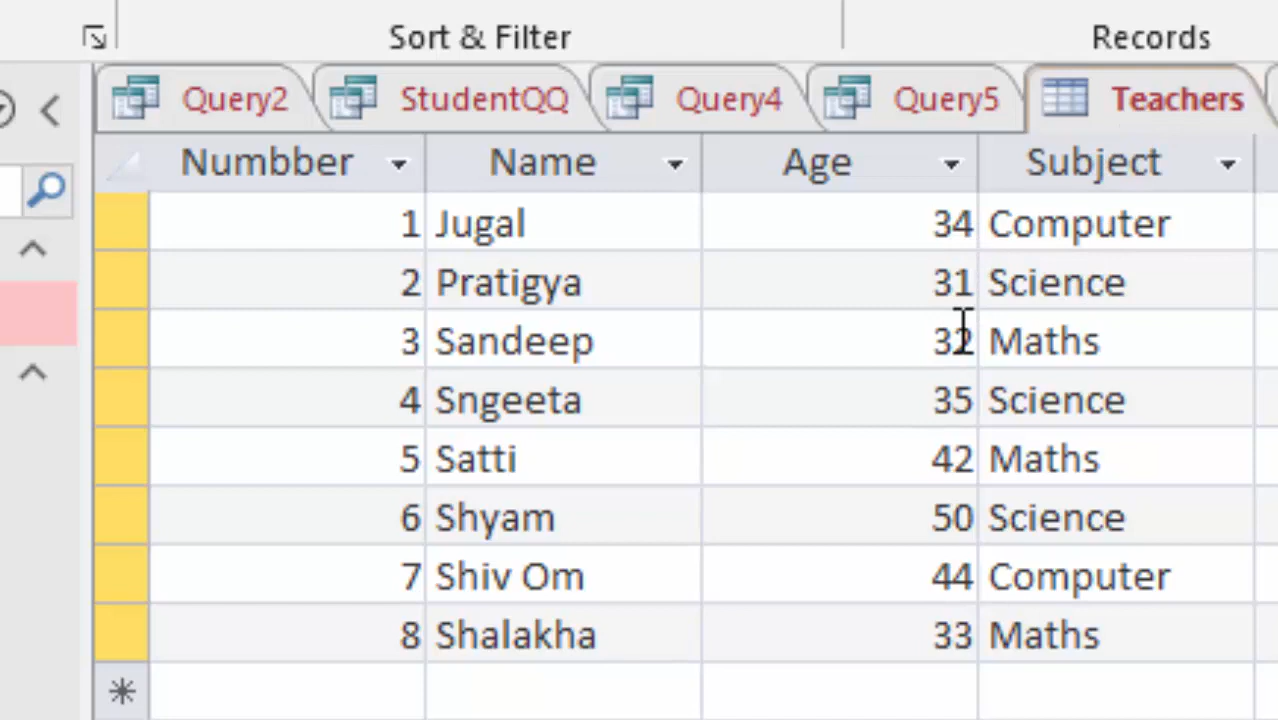 Sort & Filter Records
Query2 StudentQQ Query4 Query5 Teachers
Numbber Name Age Subject
1 Jugal 34 Computer
2 Pratigya 31 Science
3 Sandeep 32 Maths
4 Sngeeta 35 Science
5 Satti 42 Maths
6 Shyam 50 Science
7 Shiv Om 44 Computer
8 Shalakha 33 Maths